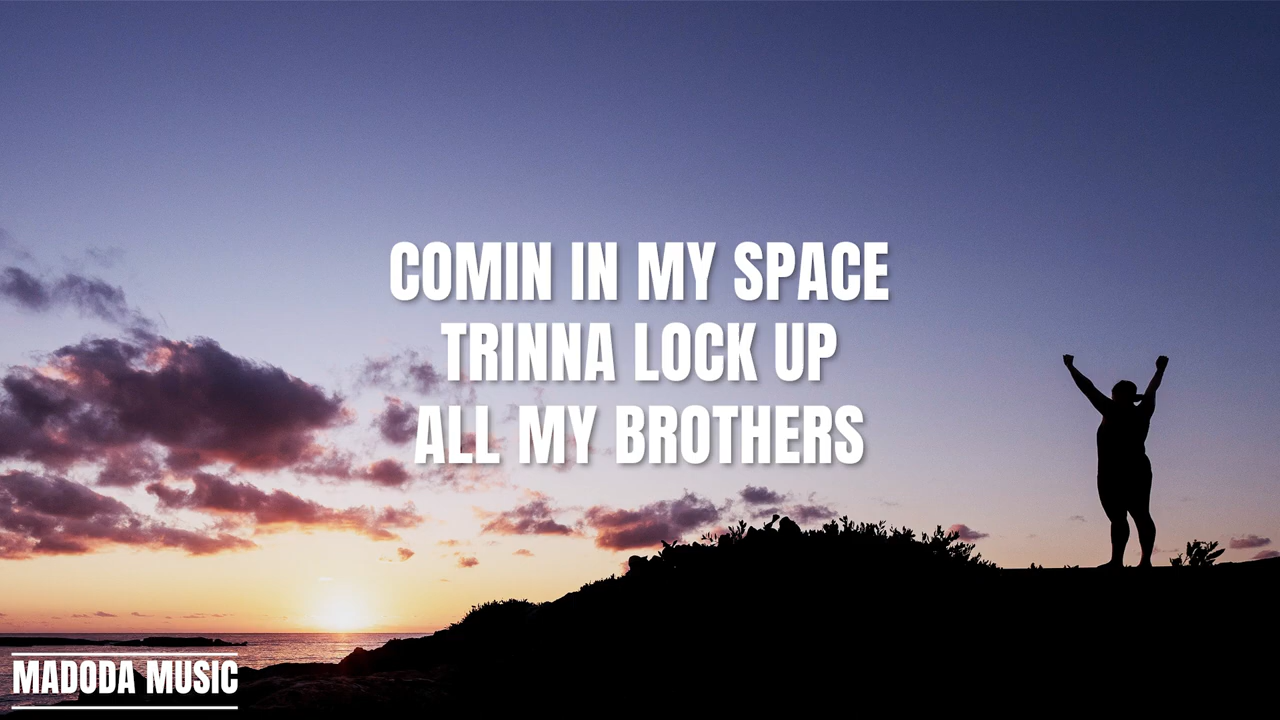 COMIN IN MY SPACE
TRINNA LOCK UP
ALL MY BROTHERS
MADODA MUSIC